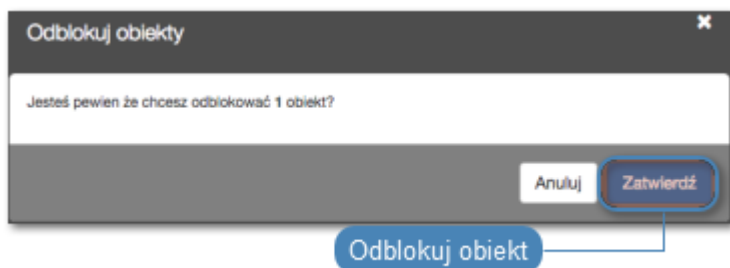 Odblokuj obiekty
Jesteś pewien że chcesz odblokować 1 obiekt?
Anuluj Zatwierdź
Odblokuj obiekt